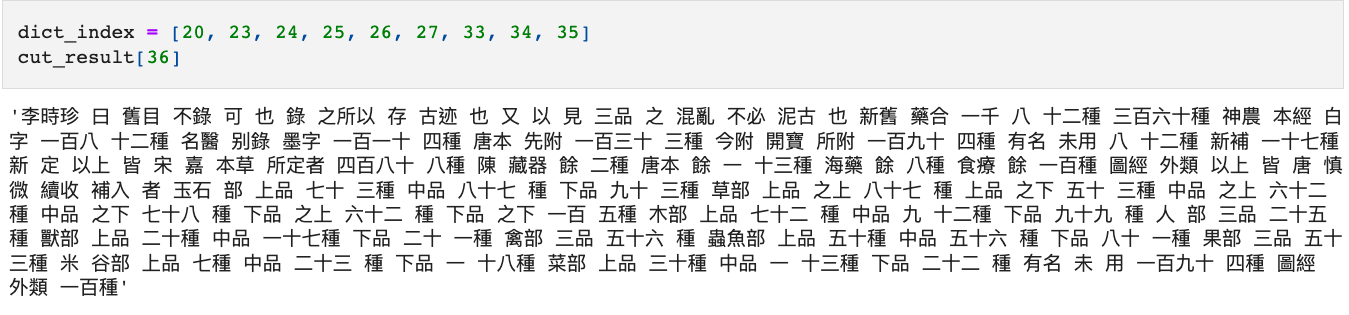 dict_index = [20, 23, 24, 25, 26, 27, 33, 34, 35]
cut_result[36]
'李時珍 曰 舊目 不錄 可 也 錄 之所以 存 古迹 也 又 以 見 三品 之 混亂 不必 泥古 也 新舊 藥合 一千 八 十二種 三百六十種 神農 本經 白
字 一百八 十二種 名醫 别錄 墨字 一百一十 四種 唐本 先附 一百三十 三種 今附 開寶 所附 一百九十 四種 有名 未用 八 十二種 新補 一十七種
新 定 以上 皆 宋 嘉 本草 所定者 四百八十 八種 陳 藏器 餘 二種 唐本 餘 一 十三種 海藥 餘 八種 食療 餘 一百種 圖經 外類 以上 皆 唐 慎
微 續收 補入 者 玉石 部 上品 七十 三種 中品 八十七 種 下品 九十 三種 草部 上品 之上 八十七 種 上品 之下 五十 三種 中品 之上 六十二
種 中品 之下 七十八 種 下品 之上 六十二 種 下品 之下 一百 五種 木部 上品 七十二 種 中品 九 十二種 下品 九十九 種 人 部 三品 二十五
種 獸部 上品 二十種 中品 一十七種 下品 二十 一種 禽部 三品 五十六 種 蟲魚部 上品 五十種 中品 五十六 種 下品 八十 一種 果部 三品 五十
三種 米 谷部 上品 七種 中品 二十三 種 下品 一 十八種 菜部 上品 三十種 中品 一 十三種 下品 二十二 種 有名 未 用 一百九十 四種 圖經
外類 一百種'